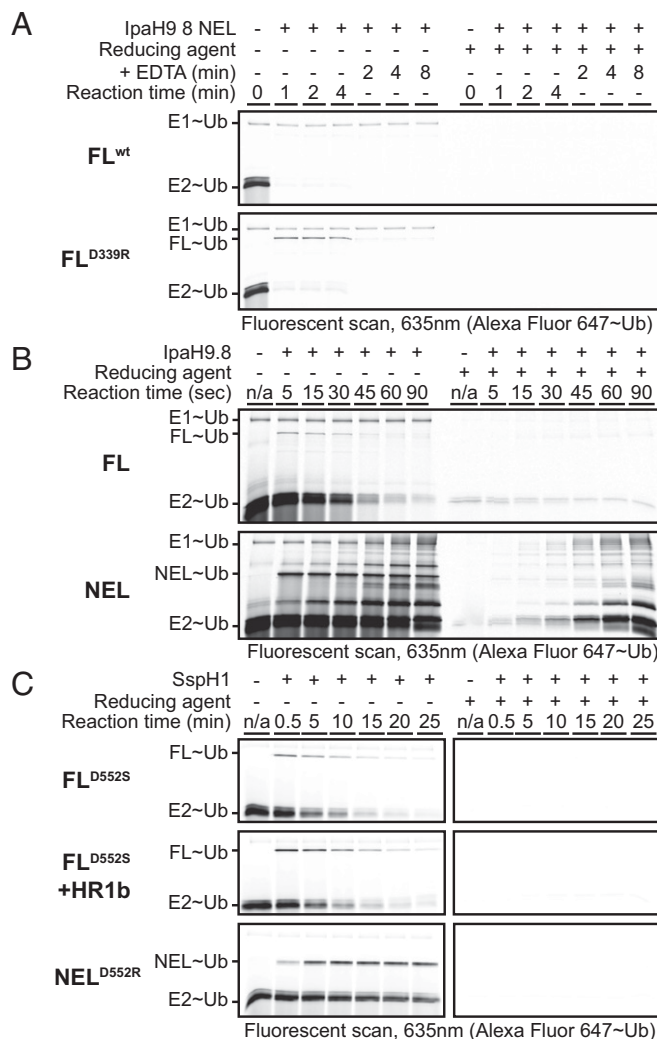 A
IpaH9 8 NEL - + + + + + + - + + + + + +
Reducing agent - - - - - - - + + + + + + +
+ EDTA (min) - - - - 2 4 8 - - - - 2 4 8
Reaction time (min) 0 1 2 4 - - - 0 1 2 4 - - -
E1~Ub
FLwt
E2~Ub
E1~Ub
FL~Ub
FLD339R
E2~Ub
Fluorescent scan, 635nm (Alexa Fluor 647~Ub)
B
IpaH9.8 - + + + + + + - + + + + + +
Reducing agent - - - - - - - + + + + + + +
Reaction time (sec) n/a 5 15 30 45 60 90 n/a 5 15 30 45 60 90
E1~Ub
FL~Ub
FL
E2~Ub
E1~Ub
NEL~Ub
NEL
E2~Ub
Fluorescent scan, 635nm (Alexa Fluor 647~Ub)
C
SspH1 - + + + + + + - + + + + + +
Reducing agent - - - - - - - + + + + + + +
Reaction time (min) n/a 0.5 5 10 15 20 25 n/a 0.5 5 10 15 20 25
FL~Ub
FLD552S
E2~Ub
FL~Ub
FLD552S
+HR1b
E2~Ub
NEL~Ub
NELD552R
E2~Ub
Fluorescent scan, 635nm (Alexa Fluor 647~Ub)